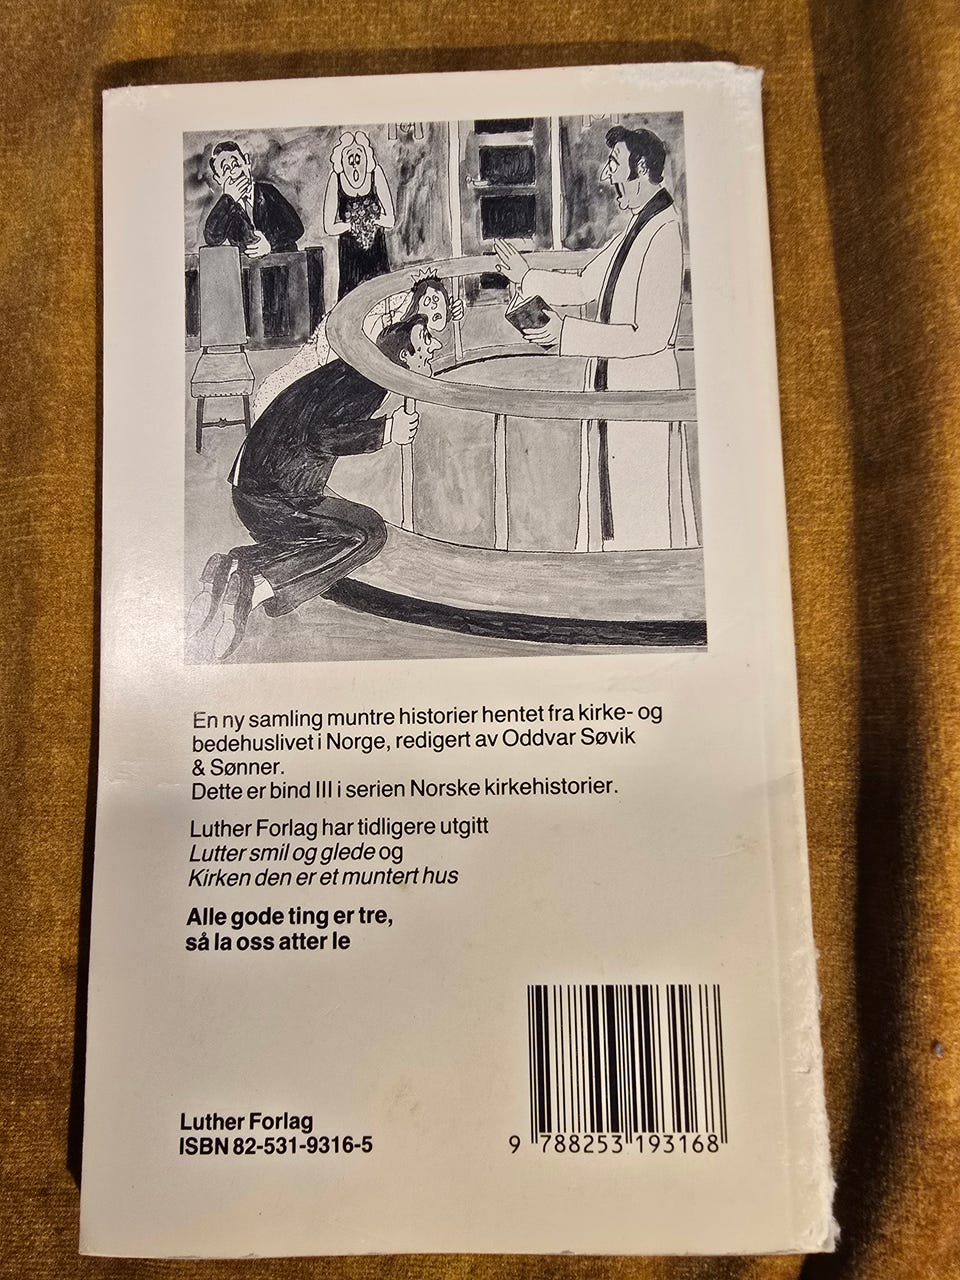 En ny samling muntre historier hentet fra kirke- og
bedehuslivet i Norge, redigert av Oddvar Søvik
& Sønner.
Dette er bind III i serien Norske kirkehistorier.
Luther Forlag har tidligere utgitt
Lutter smil og glede og
Kirken den er et muntert hus
Alle gode ting er tre,
så la oss atter le
Luther Forlag
ISBN 82-531-9316-5
9 788253 193168